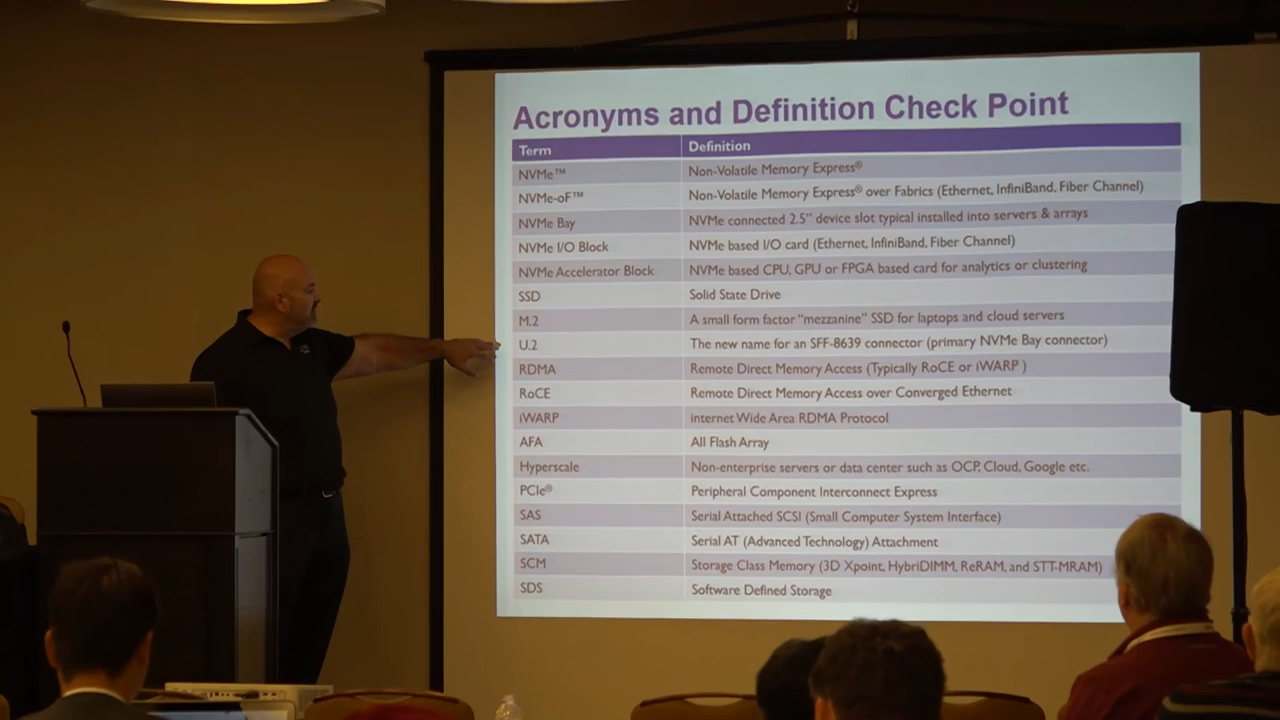 Acronyms and Definition Check Point
Term Definition
NVMe™ Non-Volatile Memory Express®
NVMe-oF™ Non-Volatile Memory Express® over Fabrics (Ethernet, InfiniBand, Fiber Channel)
NVMe Bay NVMe connected 2.5" device slot typical installed into servers & arrays
NVMe I/O Block NVMe based I/O card (Ethernet, InfiniBand, Fiber Channel)
NVMe Accelerator Block NVMe based CPU, GPU or FPGA based card for analytics or clustering
SSD Solid State Drive
M.2 A small form factor "mezzanine" SSD for laptops and cloud servers
U.2 The new name for an SFF-8639 connector (primary NVMe Bay connector)
RDMA Remote Direct Memory Access (Typically RoCE or iWARP )
RoCE Remote Direct Memory Access over Converged Ethernet
iWARP internet Wide Area RDMA Protocol
AFA All Flash Array
Hyperscale Non-enterprise servers or data center such as OCP, Cloud, Google etc.
PCIe® Peripheral Component Interconnect Express
SAS Serial Attached SCSI (Small Computer System Interface)
SATA Serial AT (Advanced Technology) Attachment
SCM Storage Class Memory (3D Xpoint, HybriDIMM, ReRAM, and STT-MRAM)
SDS Software Defined Storage